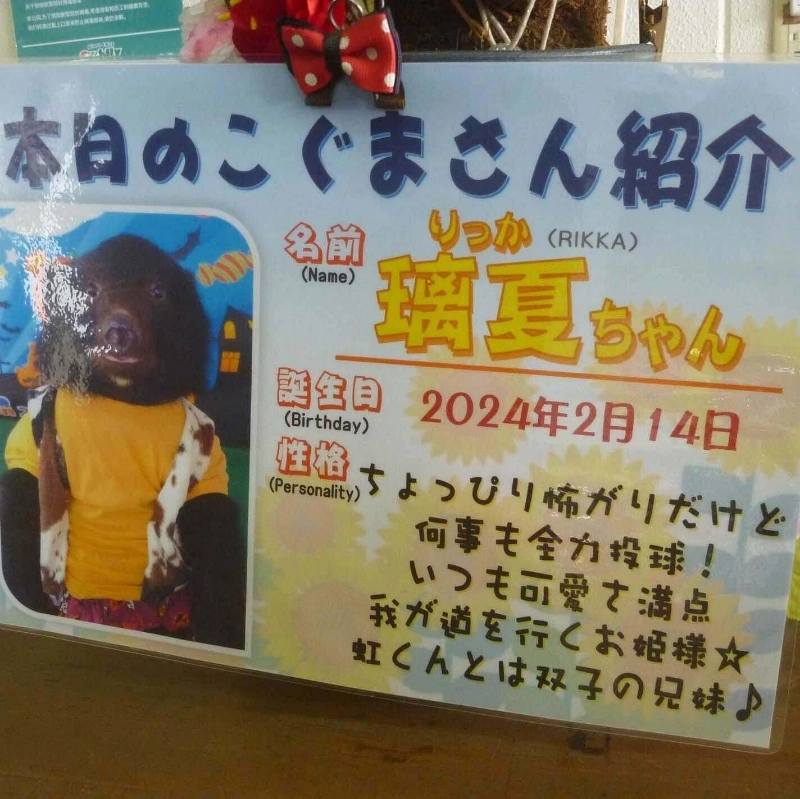 本日のこぐまさん紹介
名前
(Name)
りっか (RIKKA)
璃夏ちゃん
誕生日
(Birthday)
2024年2月14日
性格
(Personality)
ちょっぴり怖がりだけど
何事も全力投球！
いつも可愛さ満点
我が道を行くお姫様☆
虹くんとは双子の兄妹♪